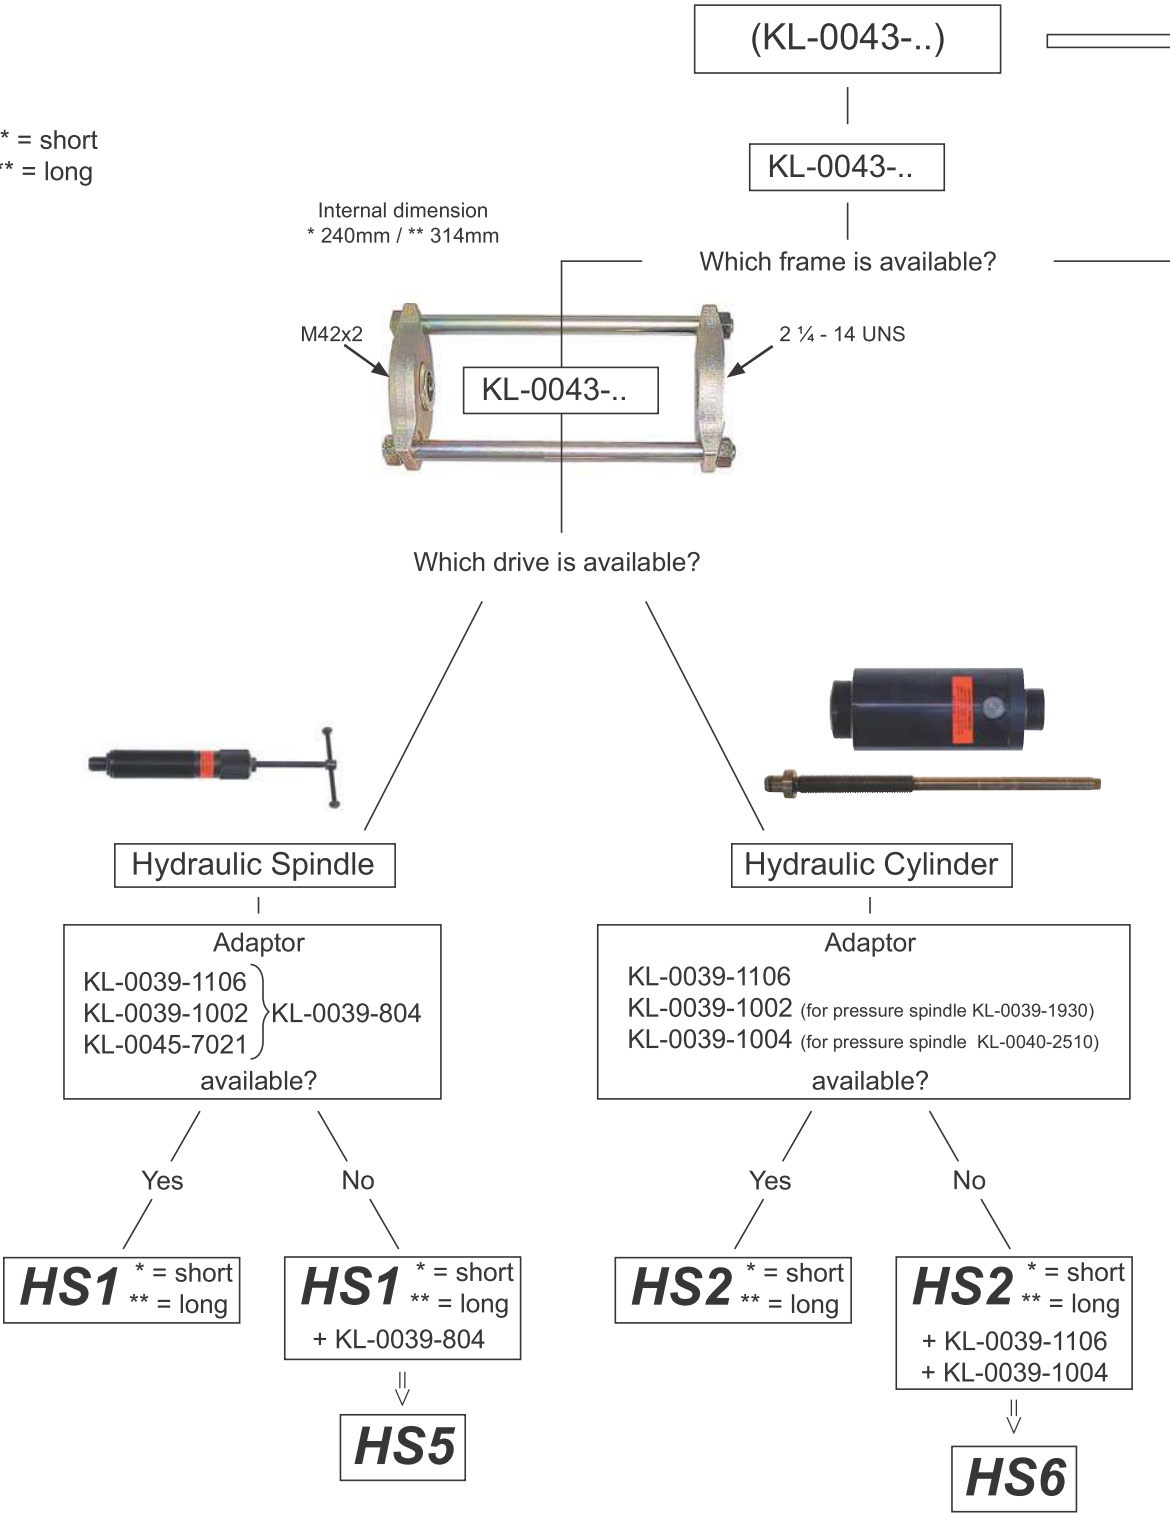 (KL-0043-..)
* = short
** = long
KL-0043-..
Internal dimension
* 240mm / ** 314mm
Which frame is available?
M42x2
2 ¼ - 14 UNS
KL-0043-..
Which drive is available?
Hydraulic Spindle
Adaptor
KL-0039-1106
KL-0039-1002
KL-0045-7021
KL-0039-804
available?
Yes
No
HS1 * = short
** = long
HS1 * = short
** = long
+ KL-0039-804
HS5
Hydraulic Cylinder
Adaptor
KL-0039-1106
KL-0039-1002 (for pressure spindle KL-0039-1930)
KL-0039-1004 (for pressure spindle KL-0040-2510)
available?
Yes
No
HS2 * = short
** = long
HS2 * = short
** = long
+ KL-0039-1106
+ KL-0039-1004
HS6